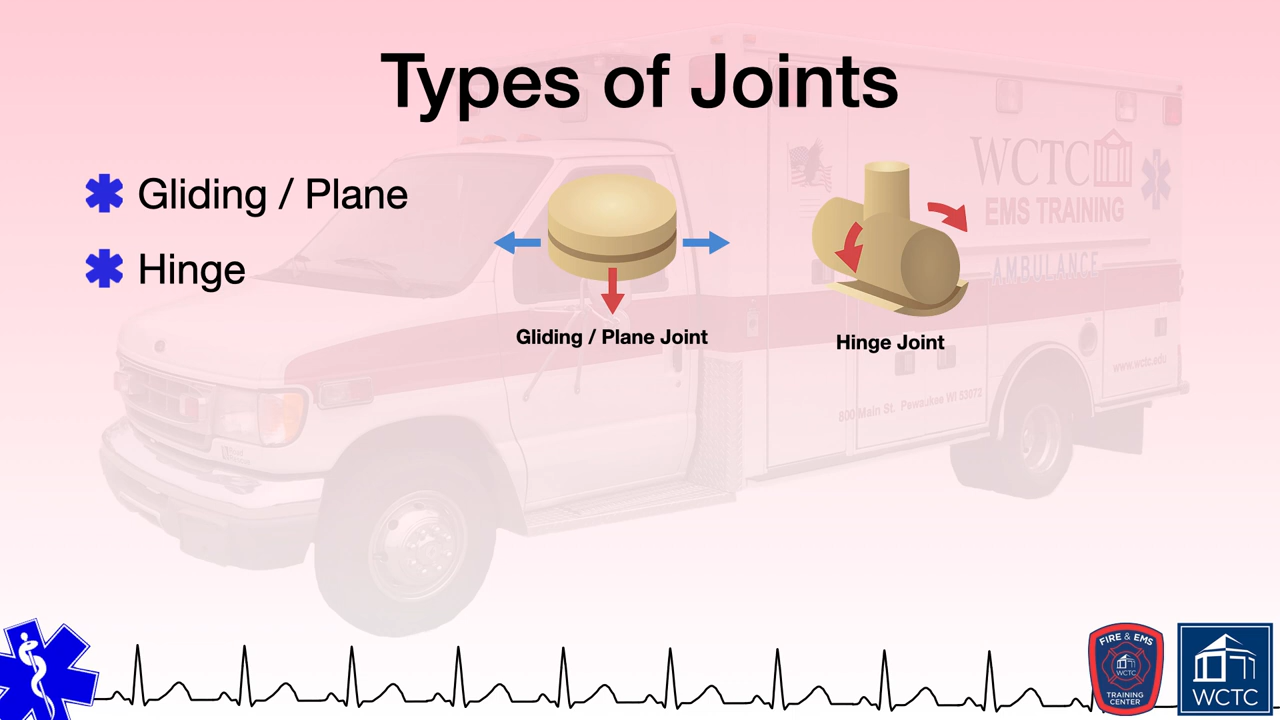 Types of Joints
Gliding / Plane
Hinge
Gliding / Plane Joint
Hinge Joint
WCTC
EMS TRAINING
AMBULANCE
www.wctc.edu
800 Main St. Pewaukee WI 53072
FIRE & EMS
WCTC
TRAINING
CENTER
WCTC